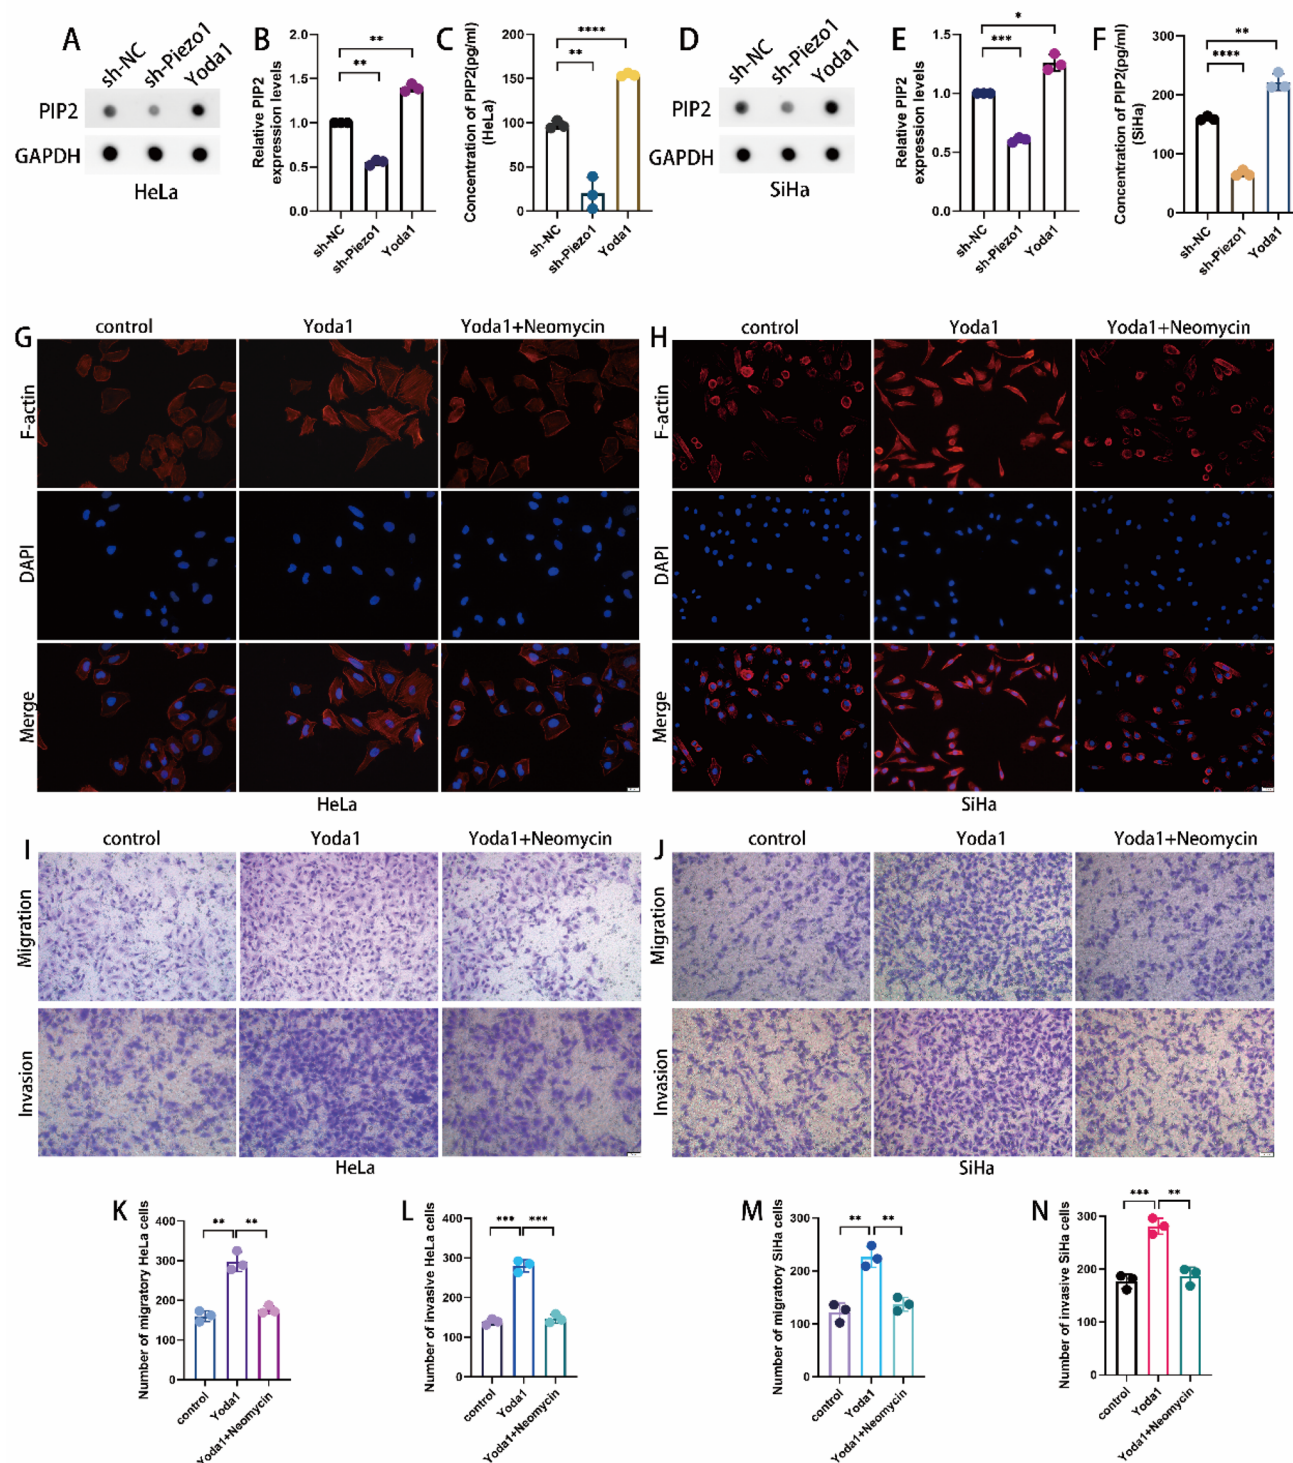 A
sh-NC
sh-Piezo1
Yoda1
PIP2
GAPDH
HeLa
B
Relative PIP2
expression levels
2.0
1.5
1.0
0.5
0.0
**
**
sh-NC
sh-Piezo1
Yoda1
C
Concentration of PIP2(pg/ml)
(HeLa)
200
150
100
50
0
****
**
sh-NC
sh-Piezo1
Yoda1
D
sh-NC
sh-Piezo1
Yoda1
PIP2
GAPDH
SiHa
E
Relative PIP2
expression levels
1.5
1.0
0.5
0.0
*
***
sh-NC
sh-Piezo1
Yoda1
F
Concentration of PIP2(pg/ml)
(SiHa)
300
200
100
0
**
****
sh-NC
sh-Piezo1
Yoda1
G
control
Yoda1
Yoda1+Neomycin
F-actin
DAPI
Merge
HeLa
H
control
Yoda1
Yoda1+Neomycin
F-actin
DAPI
Merge
SiHa
I
control
Yoda1
Yoda1+Neomycin
Migration
Invasion
HeLa
J
control
Yoda1
Yoda1+Neomycin
Migration
Invasion
SiHa
K
Number of migratory HeLa cells
400
300
200
100
0
**
**
control
Yoda1
Yoda1+Neomycin
L
Number of invasive HeLa cells
400
300
200
100
0
***
***
control
Yoda1
Yoda1+Neomycin
M
Number of migratory SiHa cells
300
200
100
0
**
**
control
Yoda1
Yoda1+Neomycin
N
Number of invasive SiHa cells
300
200
100
0
***
**
control
Yoda1
Yoda1+Neomycin